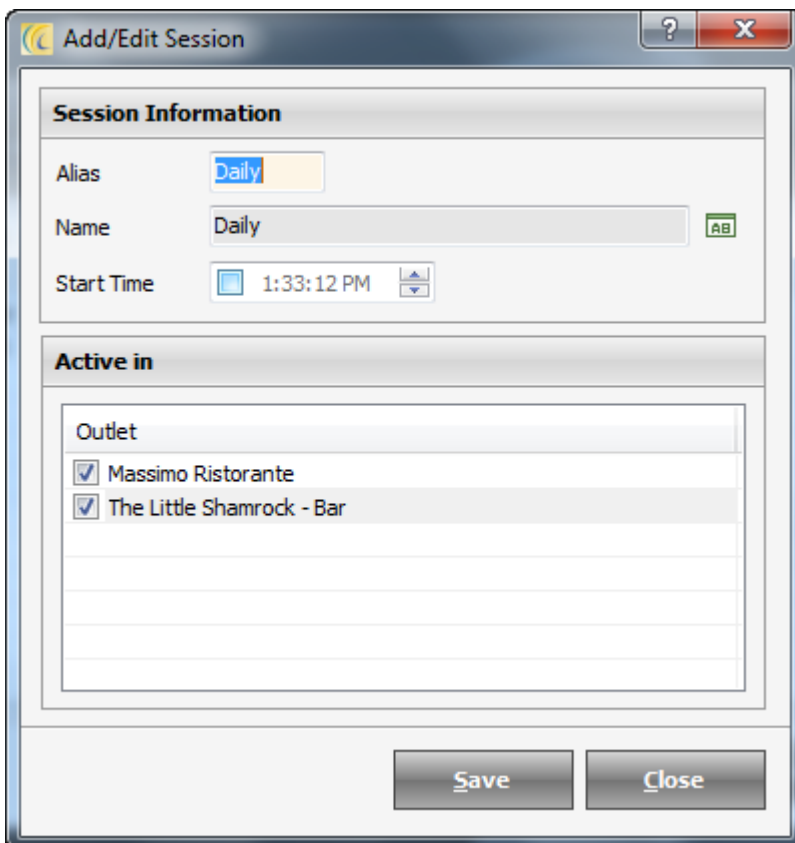 Add/Edit Session
?
X
Session Information
Alias
Daily
Name
Daily
AB
Start Time
1:33:12 PM
Active in
Outlet
Massimo Ristorante
The Little Shamrock - Bar
Save
Close